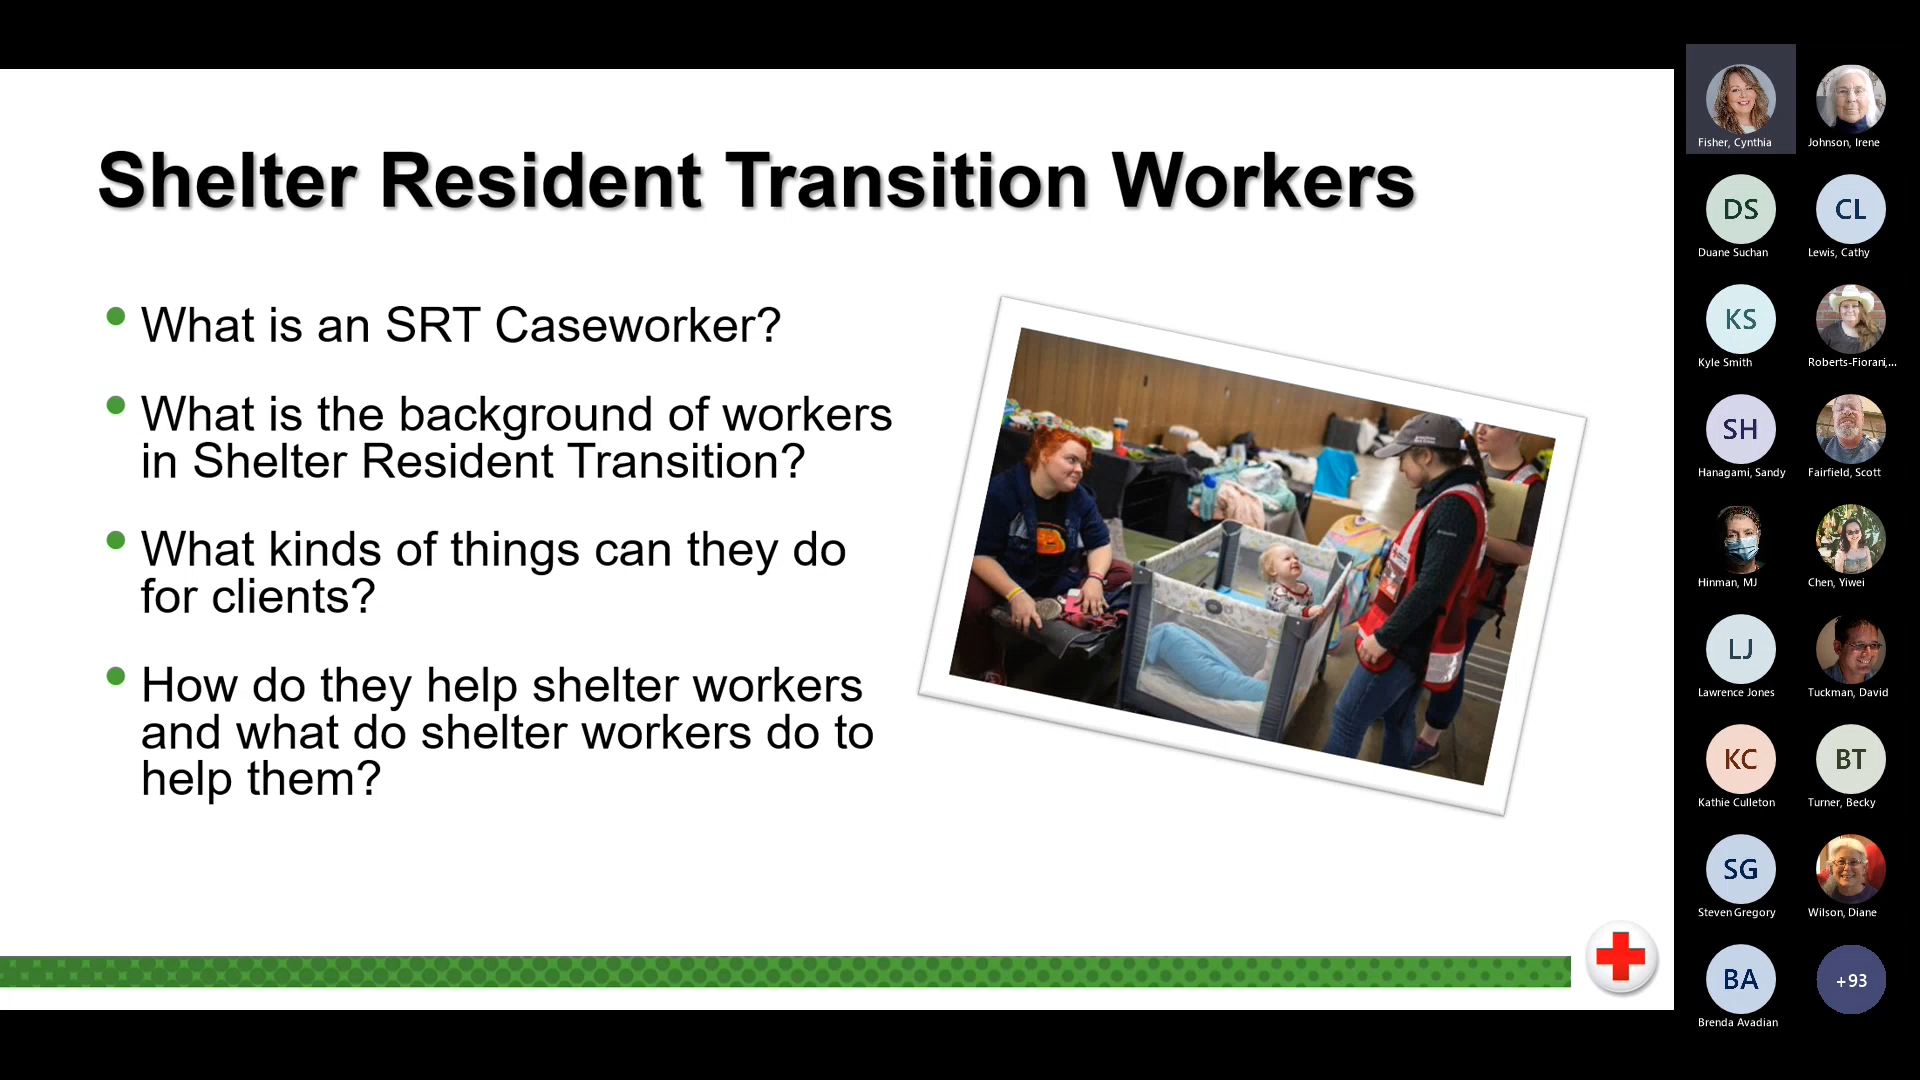 Shelter Resident Transition Workers
• What is an SRT Caseworker?
• What is the background of workers
in Shelter Resident Transition?
• What kinds of things can they do
for clients?
• How do they help shelter workers
and what do shelter workers do to
help them?
Fisher, Cynthia
Johnson, Irene
DS
Duane Suchan
CL
Lewis, Cathy
KS
Kyle Smith
Roberts-Fiorani,...
SH
Hanagami, Sandy
Fairfield, Scott
Hinman, MJ
Chen, Yiwei
LJ
Lawrence Jones
Tuckman, David
KC
Kathie Culleton
BT
Turner, Becky
SG
Steven Gregory
Wilson, Diane
BA
Brenda Avadian
+93